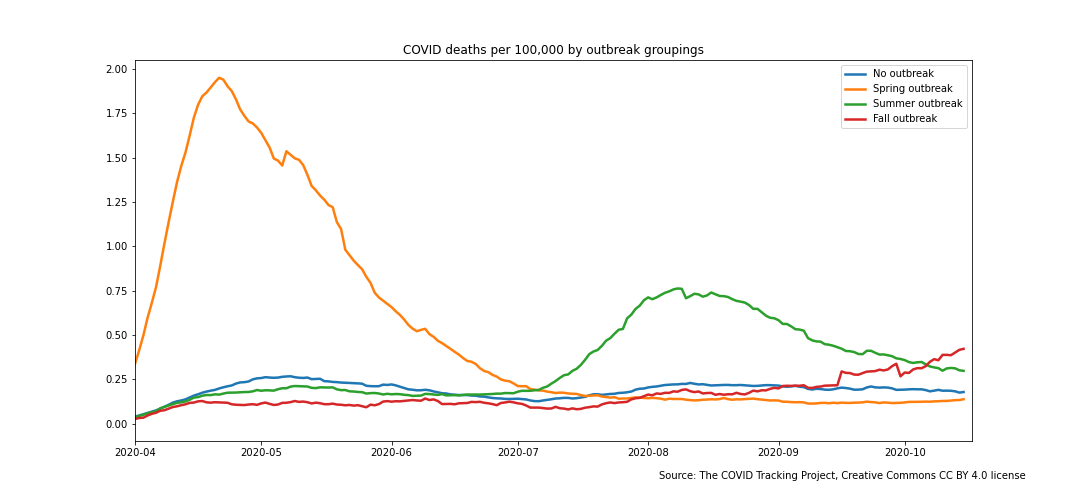 COVID deaths per 100,000 by outbreak groupings
2.00
1.75
1.50
1.25
1.00
0.75
0.50
0.25
0.00
No outbreak
Spring outbreak
Summer outbreak
Fall outbreak
2020-04 2020-05 2020-06 2020-07 2020-08 2020-09 2020-10
Source: The COVID Tracking Project, Creative Commons CC BY 4.0 license